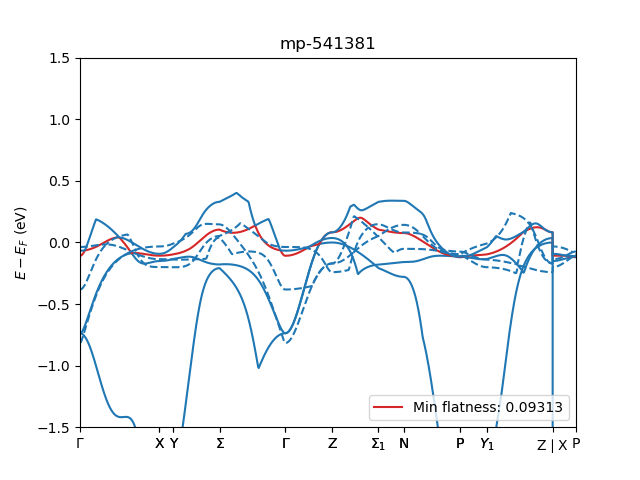 mp-541381
1.5
1.0
0.5
0.0
−0.5
−1.0
−1.5
E − E_F (eV)
Min flatness: 0.09313
Γ X Y Σ Γ Z Σ₁ N P Y₁ Z | X P